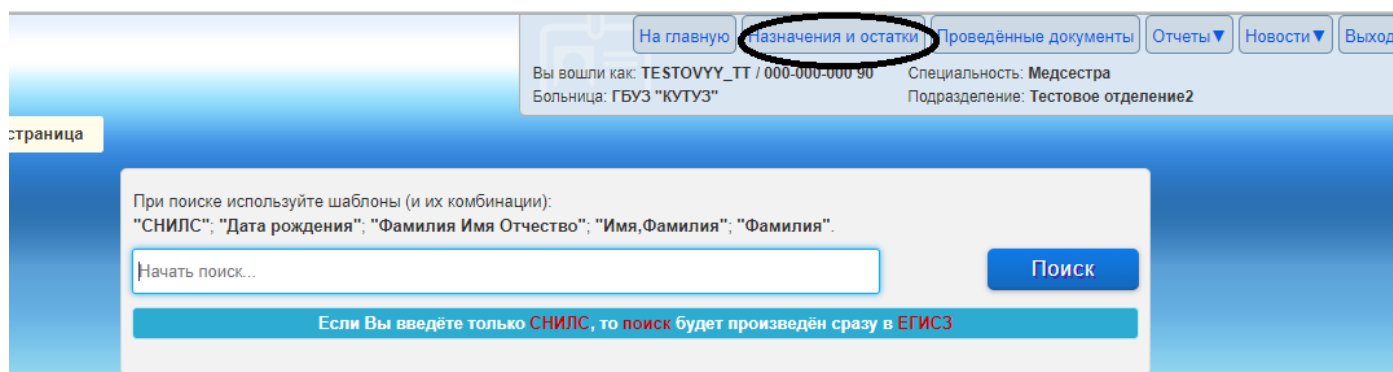 На главную Назначения и остатки Проведённые документы Отчеты▼ Новости▼ Выход
Вы вошли как: TESTOVYY_TT / 000-000-000 90 Специальность: Медсестра
Больница: ГБУЗ "КУТУЗ" Подразделение: Тестовое отделение2
страница
При поиске используйте шаблоны (и их комбинации):
"СНИЛС"; "Дата рождения"; "Фамилия Имя Отчество"; "Имя,Фамилия"; "Фамилия".
Начать поиск... Поиск
Если Вы введёте только СНИЛС, то поиск будет произведён сразу в ЕГИСЗ